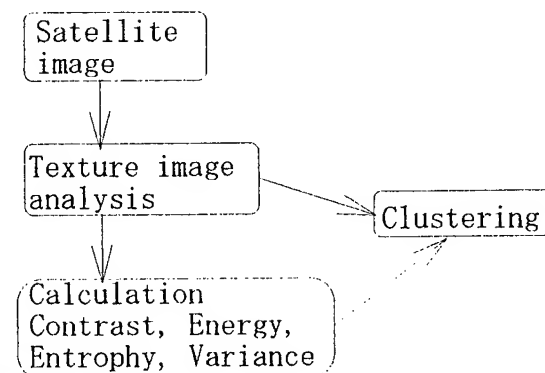 Satellite
image
Texture image
analysis
Clustering
Calculation
Contrast, Energy,
Entrophy, Variance